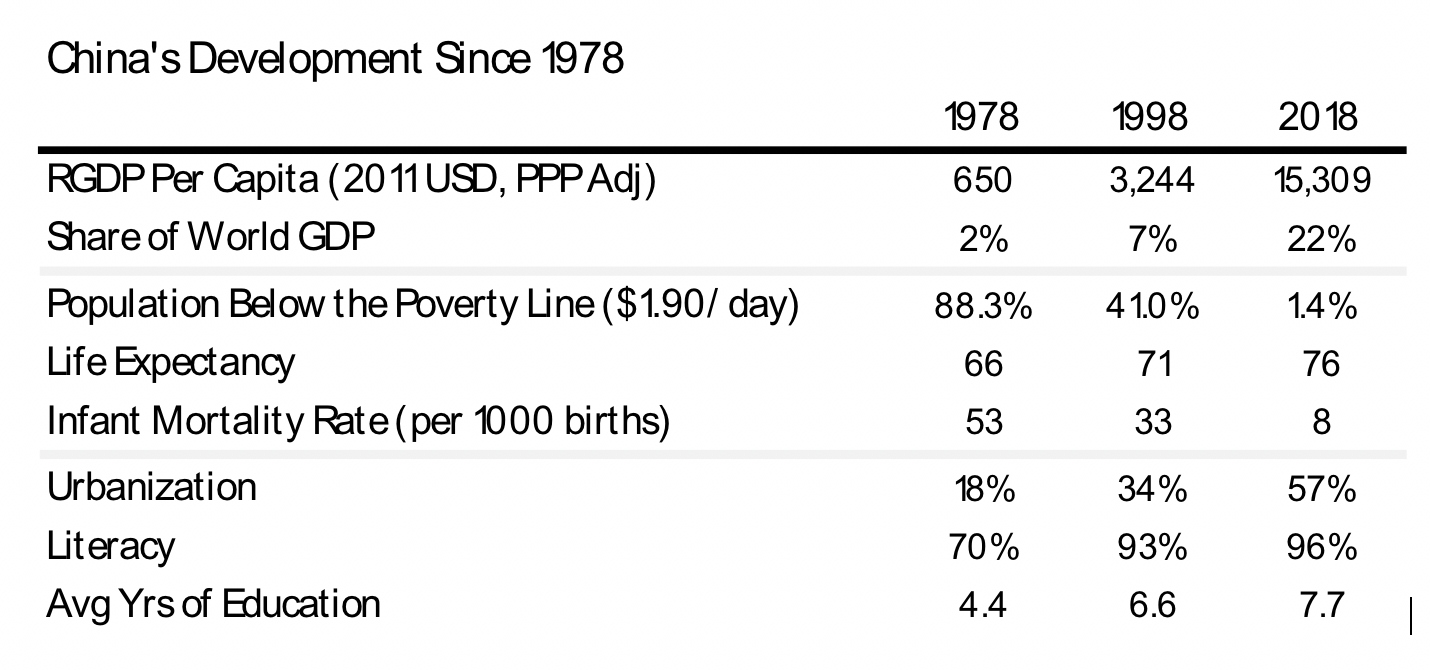 China's Development Since 1978
1978 1998 2018
RGDP Per Capita (2011 USD, PPP Adj) 650 3,244 15,309
Share of World GDP 2% 7% 22%
Population Below the Poverty Line ($1.90/ day) 88.3% 41.0% 1.4%
Life Expectancy 66 71 76
Infant Mortality Rate (per 1000 births) 53 33 8
Urbanization 18% 34% 57%
Literacy 70% 93% 96%
Avg Yrs of Education 4.4 6.6 7.7